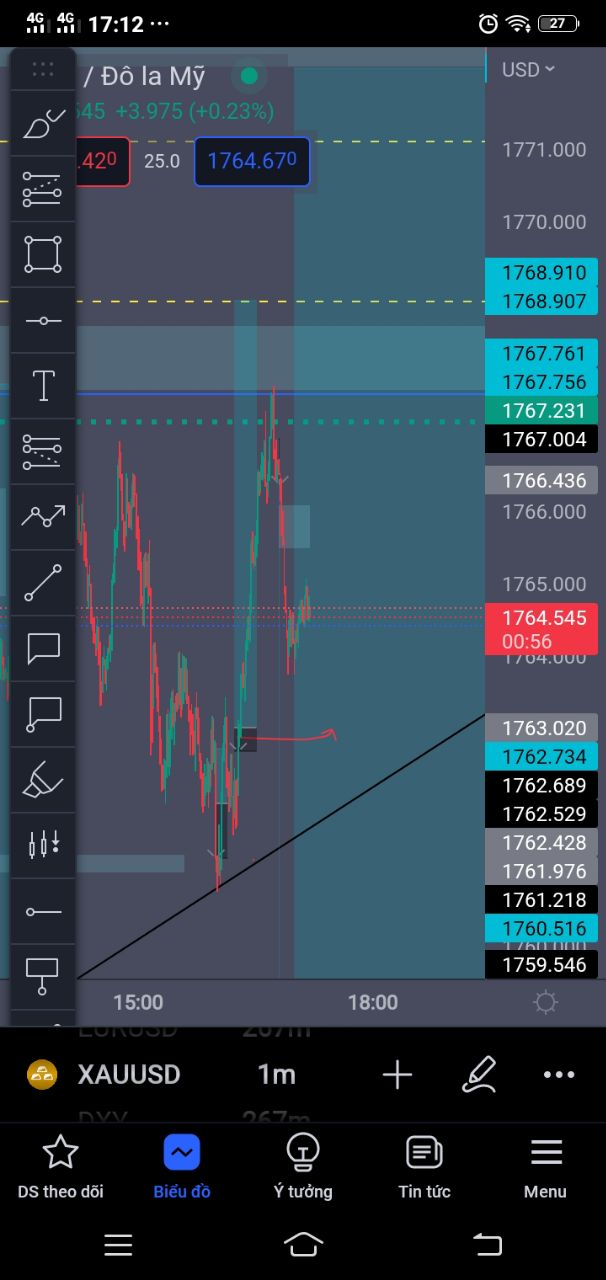 4G 4G 17:12 ··· 27
/ Đô la Mỹ
545 +3.975 (+0.23%)
.420 25.0 1764.670
USD
1771.000
1770.000
1768.910
1768.907
1767.761
1767.756
1767.231
1767.004
1766.436
1766.000
1765.000
1764.545
00:56
1764.000
1763.020
1762.734
1762.689
1762.529
1762.428
1761.976
1761.218
1760.516
1760.000
1759.546
15:00 18:00
EURUSD 267m
XAUUSD 1m
DXY 267m
DS theo dõi Biểu đồ Ý tưởng Tin tức Menu